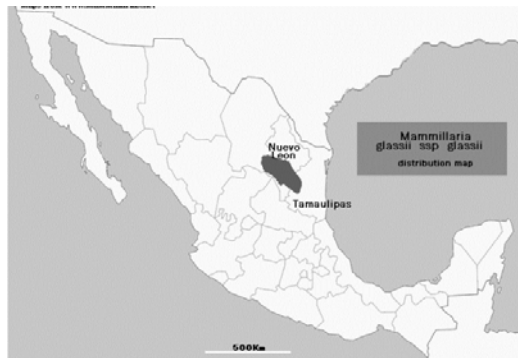 Nuevo
Leon
Mammillaria
glassii ssp glassii
distribution map
Tamaulipas
500Km